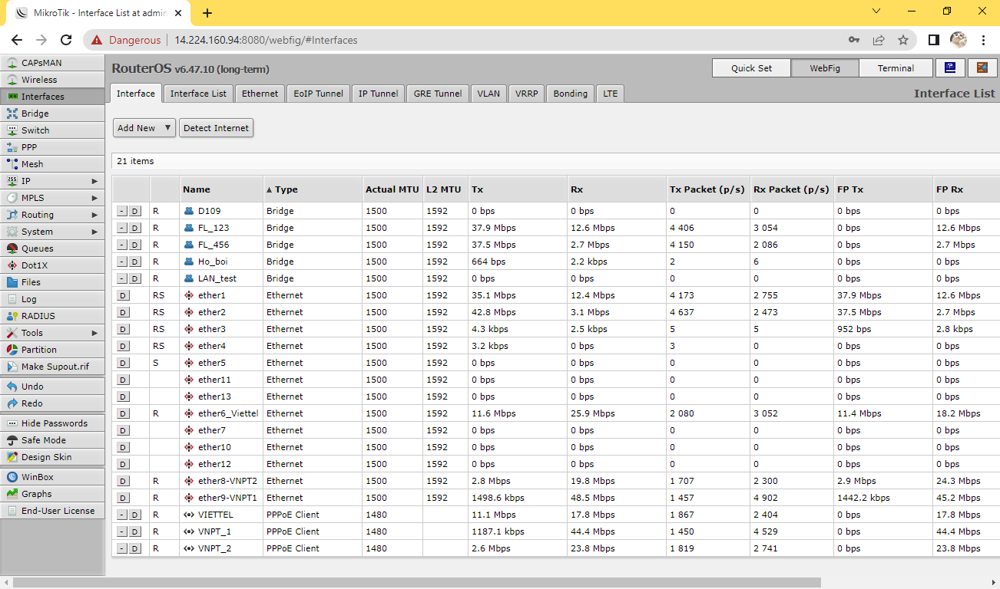 MikroTik - Interface List at admin
Dangerous 14.224.160.94:8080/webfig/#Interfaces
CAPsMAN
Wireless
Interfaces
Bridge
Switch
PPP
Mesh
IP
MPLS
Routing
System
Queues
Dot1X
Files
Log
RADIUS
Tools
Partition
Make Supout.rif
Undo
Redo
Hide Passwords
Safe Mode
Design Skin
WinBox
Graphs
End-User License
RouterOS v6.47.10 (long-term)
Quick Set WebFig Terminal
Interface Interface List Ethernet EoIP Tunnel IP Tunnel GRE Tunnel VLAN VRRP Bonding LTE Interface List
Add New ▼ Detect Internet
21 items
Name ▲ Type Actual MTU L2 MTU Tx Rx Tx Packet (p/s) Rx Packet (p/s) FP Tx FP Rx
- D R D109 Bridge 1500 1592 0 bps 0 bps 0 0 0 bps 0 bps
- D R FL_123 Bridge 1500 1592 37.9 Mbps 12.6 Mbps 4 406 3 054 0 bps 12.6 Mbps
- D R FL_456 Bridge 1500 1592 37.5 Mbps 2.7 Mbps 4 150 2 086 0 bps 2.7 Mbps
- D R Ho_boi Bridge 1500 1592 664 bps 2.2 kbps 2 6 0 bps 0 bps
- D R LAN_test Bridge 1500 1592 0 bps 0 bps 0 0 0 bps 0 bps
D RS ether1 Ethernet 1500 1592 35.1 Mbps 12.4 Mbps 4 173 2 755 37.9 Mbps 12.6 Mbps
D RS ether2 Ethernet 1500 1592 42.8 Mbps 3.1 Mbps 4 637 2 473 37.5 Mbps 2.7 Mbps
D RS ether3 Ethernet 1500 1592 4.3 kbps 2.5 kbps 5 5 952 bps 2.8 kbps
D RS ether4 Ethernet 1500 1592 3.2 kbps 0 bps 3 0 0 bps 0 bps
D S ether5 Ethernet 1500 1592 0 bps 0 bps 0 0 0 bps 0 bps
D ether11 Ethernet 1500 1592 0 bps 0 bps 0 0 0 bps 0 bps
D ether13 Ethernet 1500 1592 0 bps 0 bps 0 0 0 bps 0 bps
D R ether6_Viettel Ethernet 1500 1592 11.6 Mbps 25.9 Mbps 2 080 3 052 11.4 Mbps 18.2 Mbps
D ether7 Ethernet 1500 1592 0 bps 0 bps 0 0 0 bps 0 bps
D ether10 Ethernet 1500 1592 0 bps 0 bps 0 0 0 bps 0 bps
D ether12 Ethernet 1500 1592 0 bps 0 bps 0 0 0 bps 0 bps
D R ether8-VNPT2 Ethernet 1500 1592 2.8 Mbps 19.8 Mbps 1 707 2 300 2.9 Mbps 24.3 Mbps
D R ether9-VNPT1 Ethernet 1500 1592 1498.6 kbps 48.5 Mbps 1 457 4 902 1442.2 kbps 45.2 Mbps
- D R VIETTEL PPPoE Client 1480 11.1 Mbps 17.8 Mbps 1 867 2 404 0 bps 17.8 Mbps
- D R VNPT_1 PPPoE Client 1480 1187.1 kbps 44.4 Mbps 1 450 4 529 0 bps 44.4 Mbps
- D R VNPT_2 PPPoE Client 1480 2.6 Mbps 23.8 Mbps 1 819 2 741 0 bps 23.8 Mbps